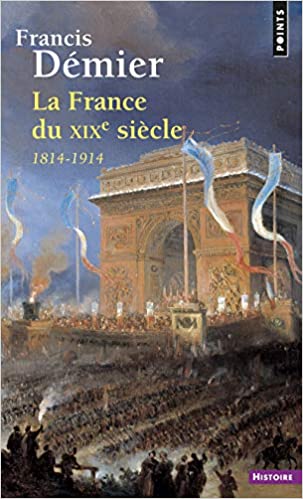 Francis
Démier
POINTS
La France
du XIXe siècle
1814-1914
HISTOIRE